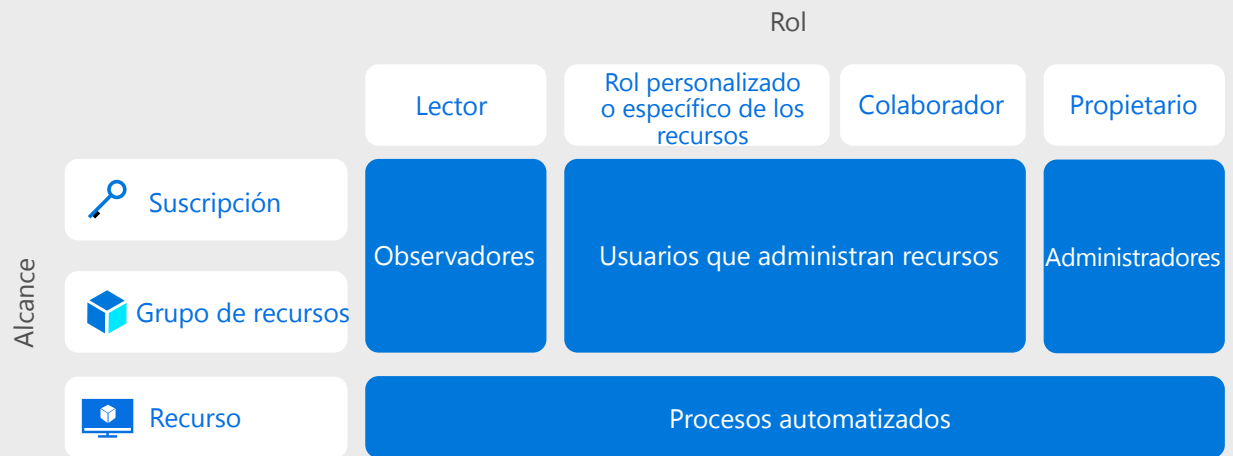 Rol
Lector
Rol personalizado
o específico de los
recursos
Colaborador
Propietario
Alcance
Suscripción
Grupo de recursos
Recurso
Observadores
Usuarios que administran recursos
Administradores
Procesos automatizados